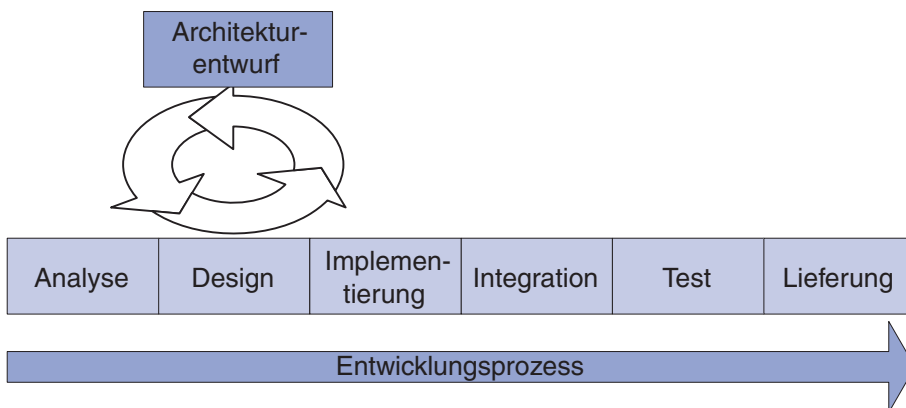 Architektur-
entwurf
Analyse
Design
Implemen-
tierung
Integration
Test
Lieferung
Entwicklungsprozess